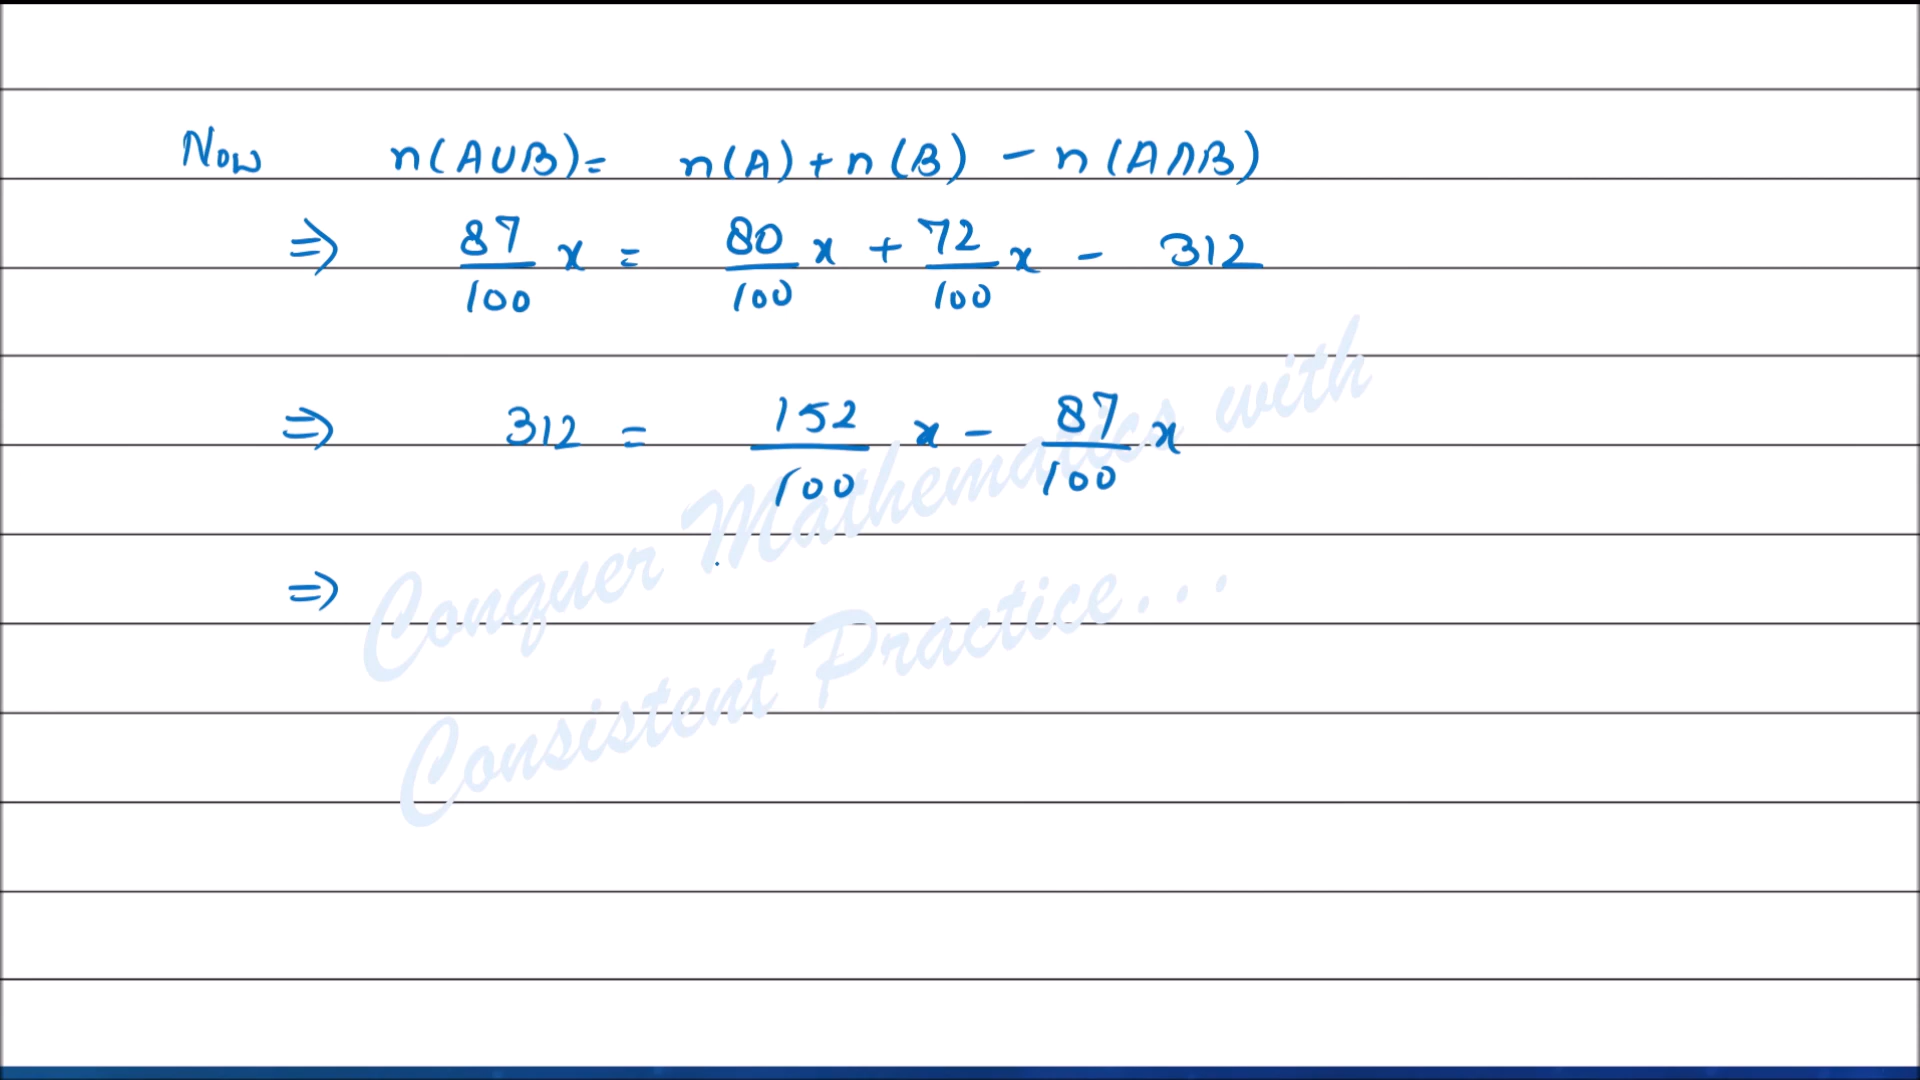 Now n(A∪B) = n(A) + n(B) - n(A∩B)
⇒ 87/100 x = 80/100 x + 72/100 x - 312
⇒ 312 = 152/100 x - 87/100 x
⇒
Conquer Mathematics with
Consistent Practice...